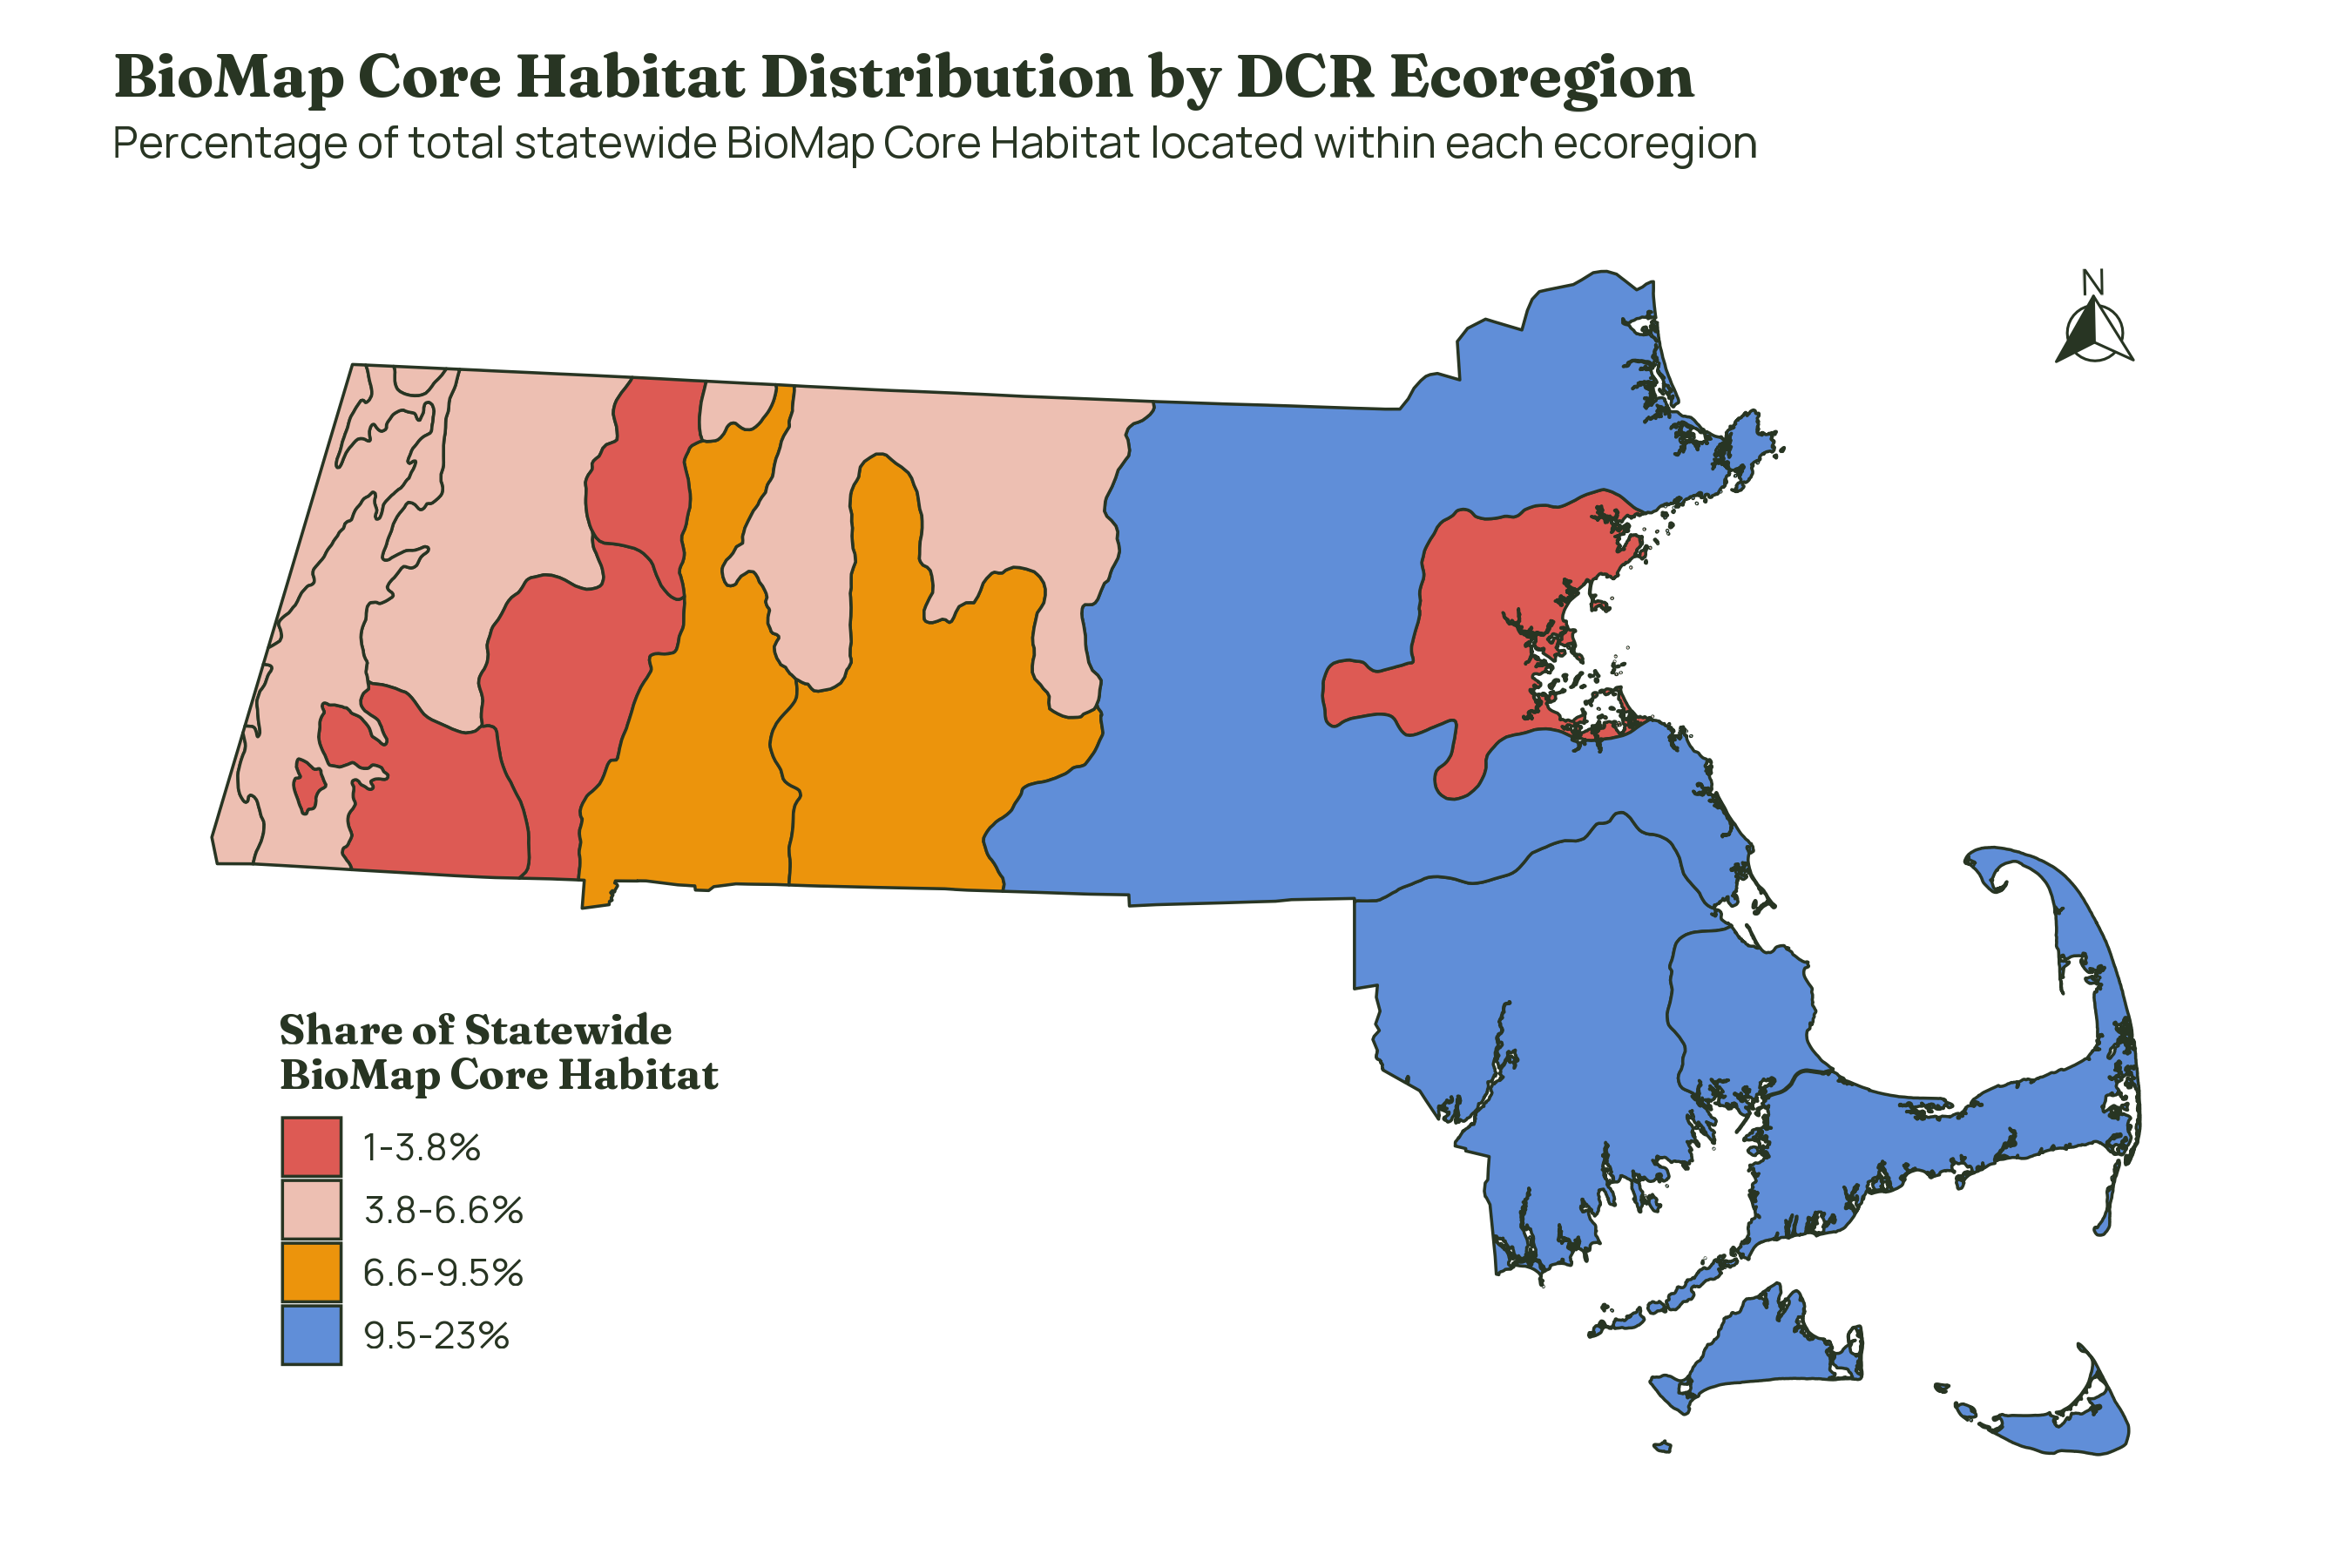 BioMap Core Habitat Distribution by DCR Ecoregion
Percentage of total statewide BioMap Core Habitat located within each ecoregion
N
Share of Statewide
BioMap Core Habitat
1-3.8%
3.8-6.6%
6.6-9.5%
9.5-23%